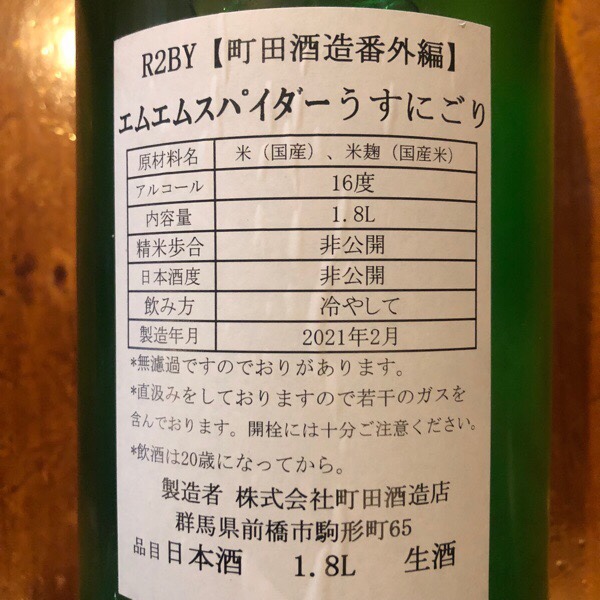 R2BY【町田酒造番外編】
エムエムスパイダーうすにごり
原材料名 米（国産）、米麹（国産米）
アルコール 16度
内容量 1.8L
精米歩合 非公開
日本酒度 非公開
飲み方 冷やして
製造年月 2021年2月
*無濾過ですのでおりがあります。
*直汲みをしておりますので若干のガスを
含んでおります。開栓には十分ご注意ください。
*飲酒は20歳になってから。
製造者 株式会社町田酒造店
群馬県前橋市駒形町65
品目 日本酒 1.8L 生酒